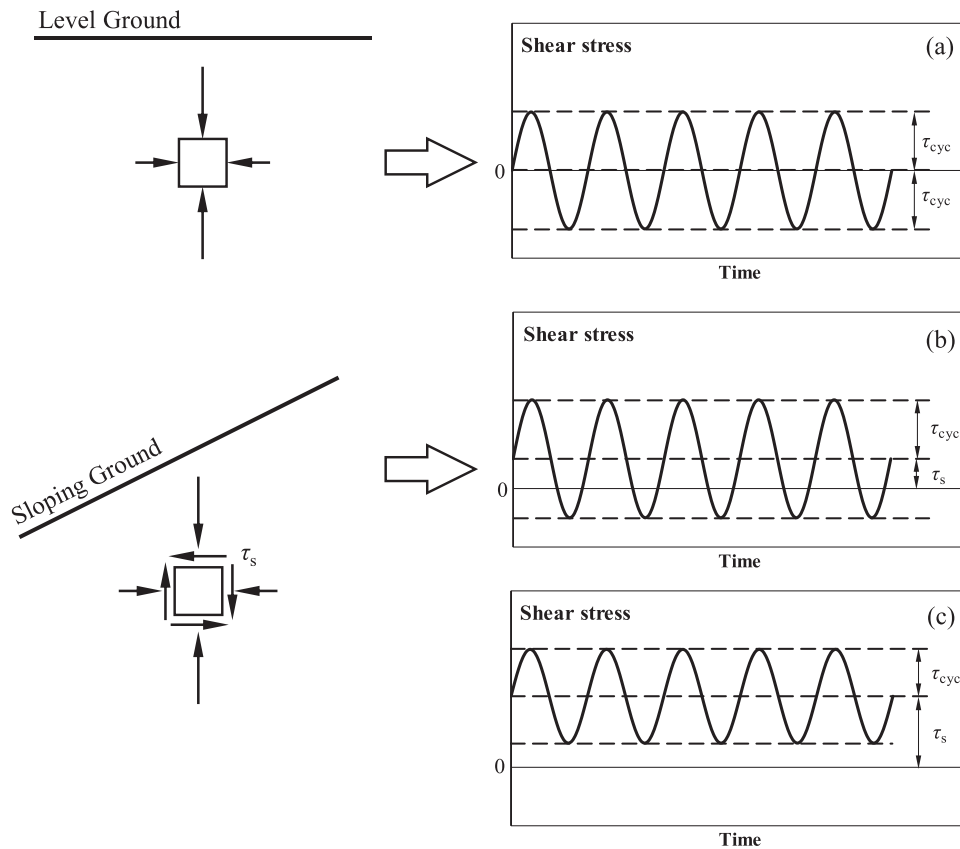 Level Ground
Shear stress
(a)
τcyc
0
τcyc
Time
Shear stress
(b)
τcyc
τs
0
Time
Sloping Ground
τs
Shear stress
(c)
τcyc
τs
0
Time